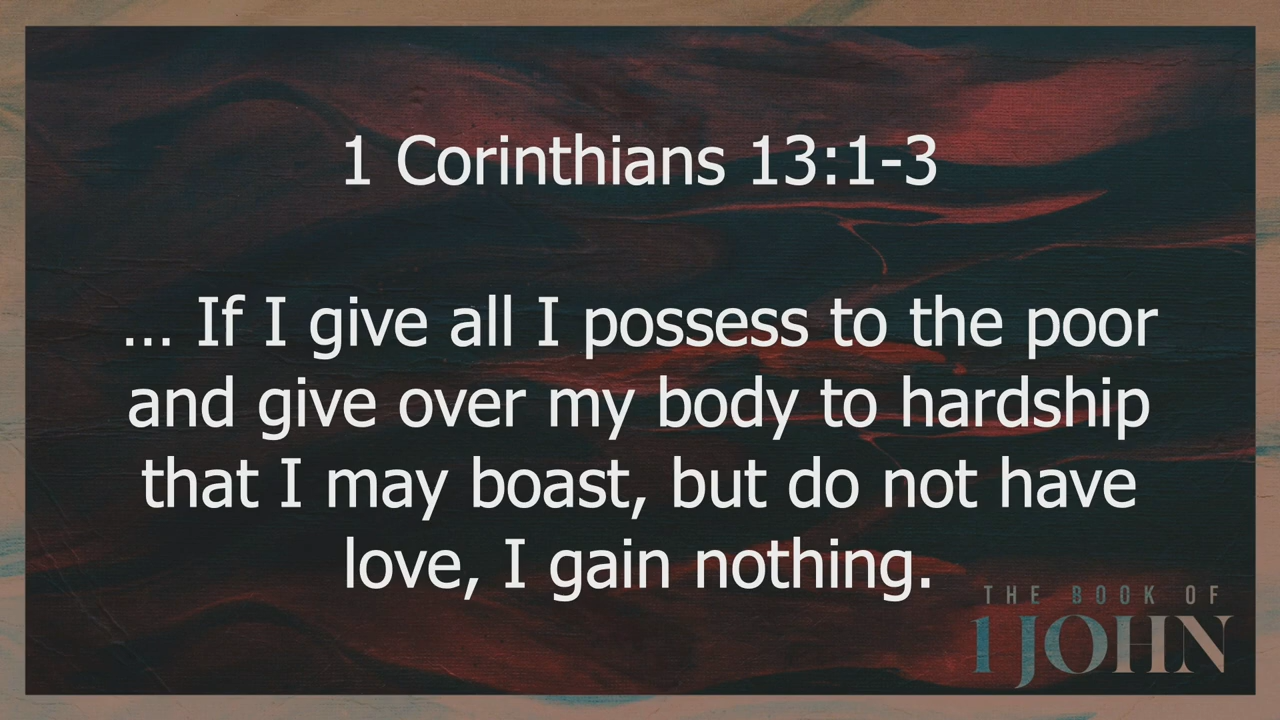 1 Corinthians 13:1-3
... If I give all I possess to the poor
and give over my body to hardship
that I may boast, but do not have
love, I gain nothing.
THE BOOK OF
1 JOHN